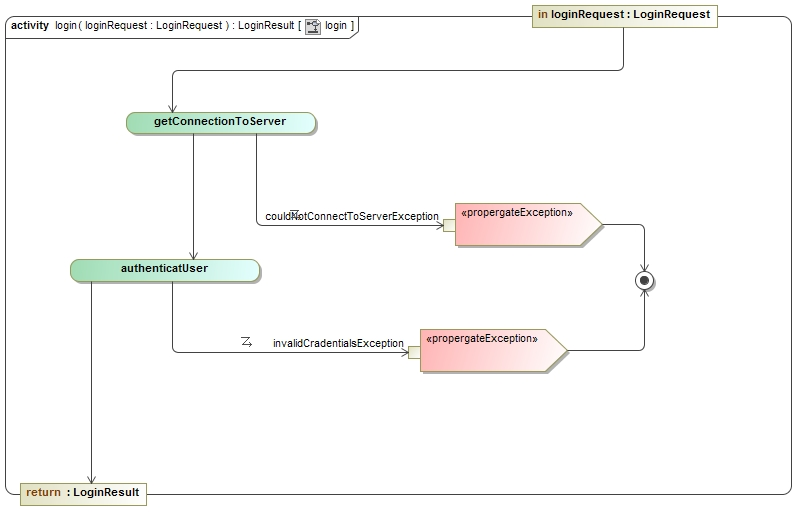 activity login( loginRequest : LoginRequest ) : LoginResult [ login ]
in loginRequest : LoginRequest
getConnectionToServer
couldNotConnectToServerException
«propergateException»
authenticatUser
invalidCradentialsException
«propergateException»
return : LoginResult